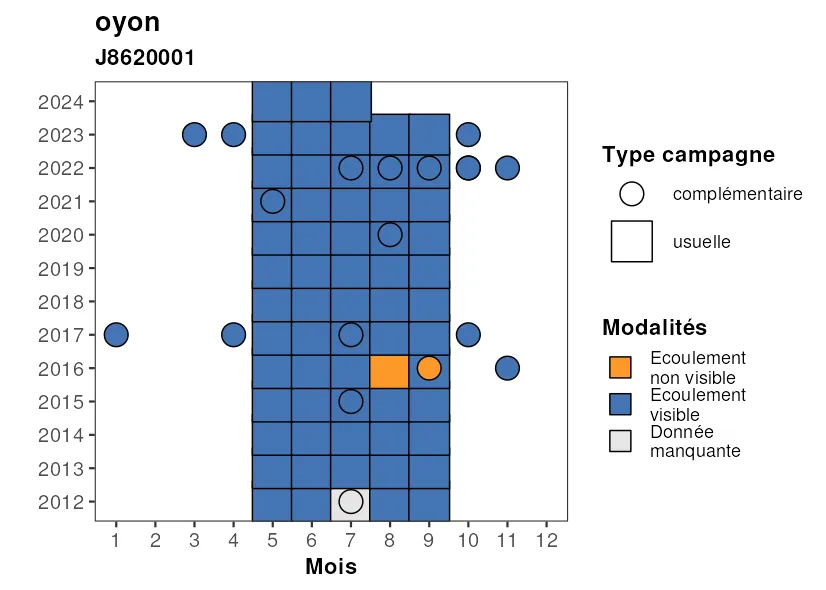 oyon
J8620001
2024
2023
2022
2021
2020
2019
2018
2017
2016
2015
2014
2013
2012
1 2 3 4 5 6 7 8 9 10 11 12
Mois
Type campagne
complémentaire
usuelle
Modalités
Ecoulement
non visible
Ecoulement
visible
Donnée
manquante